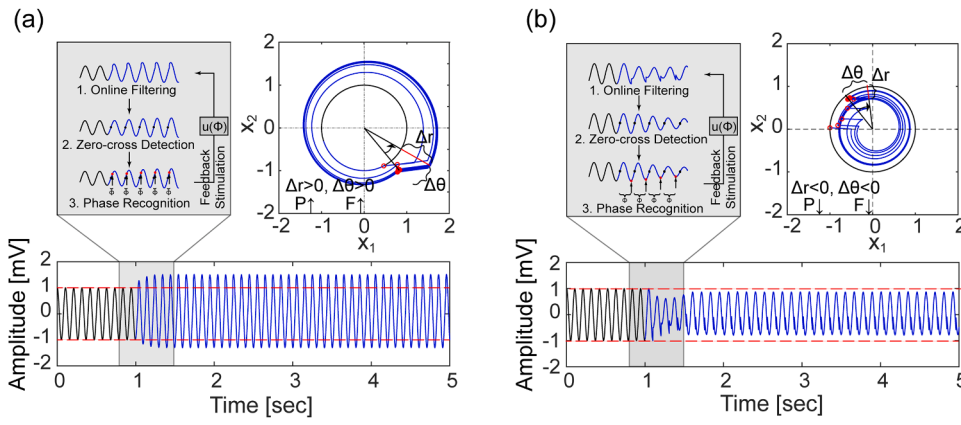 (a)
1. Online Filtering
2. Zero-cross Detection
3. Phase Recognition
Φ Φ Φ Φ Φ
u(Φ)
Feedback
Stimulation
2
1
0
-1
-2
X2
-2 -1 0 1 2
X1
Δr
Δθ
Δr>0, Δθ>0
P↑ F↑
2
1
0
-1
-2
Amplitude [mV]
0 1 2 3 4 5
Time [sec]
(b)
1. Online Filtering
2. Zero-cross Detection
3. Phase Recognition
Φ Φ Φ Φ
u(Φ)
Feedback
Stimulation
2
1
0
-1
-2
X2
-2 -1 0 1 2
X1
Δθ
Δr
Δr<0, Δθ<0
P↓ F↓
2
1
0
-1
-2
Amplitude [mV]
0 1 2 3 4 5
Time [sec]